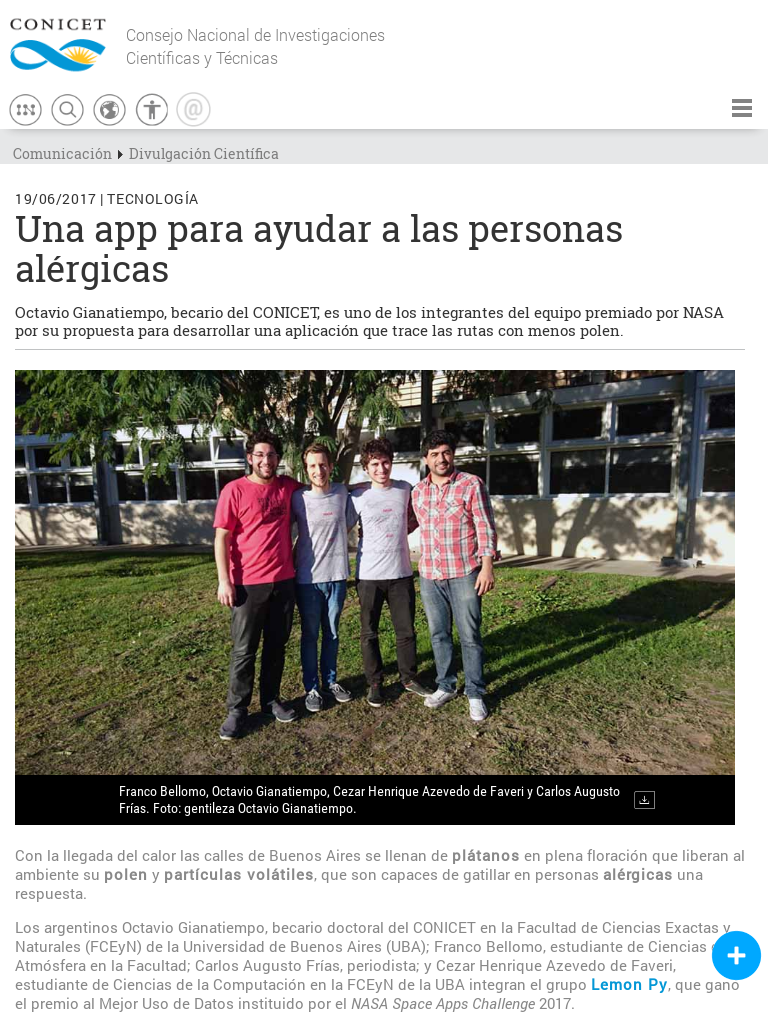 CONICET
Consejo Nacional de Investigaciones
Científicas y Técnicas
@
Comunicación Divulgación Científica
19/06/2017 | TECNOLOGÍA
Una app para ayudar a las personas
alérgicas
Octavio Gianatiempo, becario del CONICET, es uno de los integrantes del equipo premiado por NASA
por su propuesta para desarrollar una aplicación que trace las rutas con menos polen.
Franco Bellomo, Octavio Gianatiempo, Cezar Henrique Azevedo de Faveri y Carlos Augusto
Frías. Foto: gentileza Octavio Gianatiempo.
Con la llegada del calor las calles de Buenos Aires se llenan de plátanos en plena floración que liberan al
ambiente su polen y partículas volátiles, que son capaces de gatillar en personas alérgicas una
respuesta.
Los argentinos Octavio Gianatiempo, becario doctoral del CONICET en la Facultad de Ciencias Exactas y
Naturales (FCEyN) de la Universidad de Buenos Aires (UBA); Franco Bellomo, estudiante de Ciencias
Atmósfera en la Facultad; Carlos Augusto Frías, periodista; y Cezar Henrique Azevedo de Faveri,
estudiante de Ciencias de la Computación en la FCEyN de la UBA integran el grupo Lemon Py, que ganó
el premio al Mejor Uso de Datos instituido por el NASA Space Apps Challenge 2017.